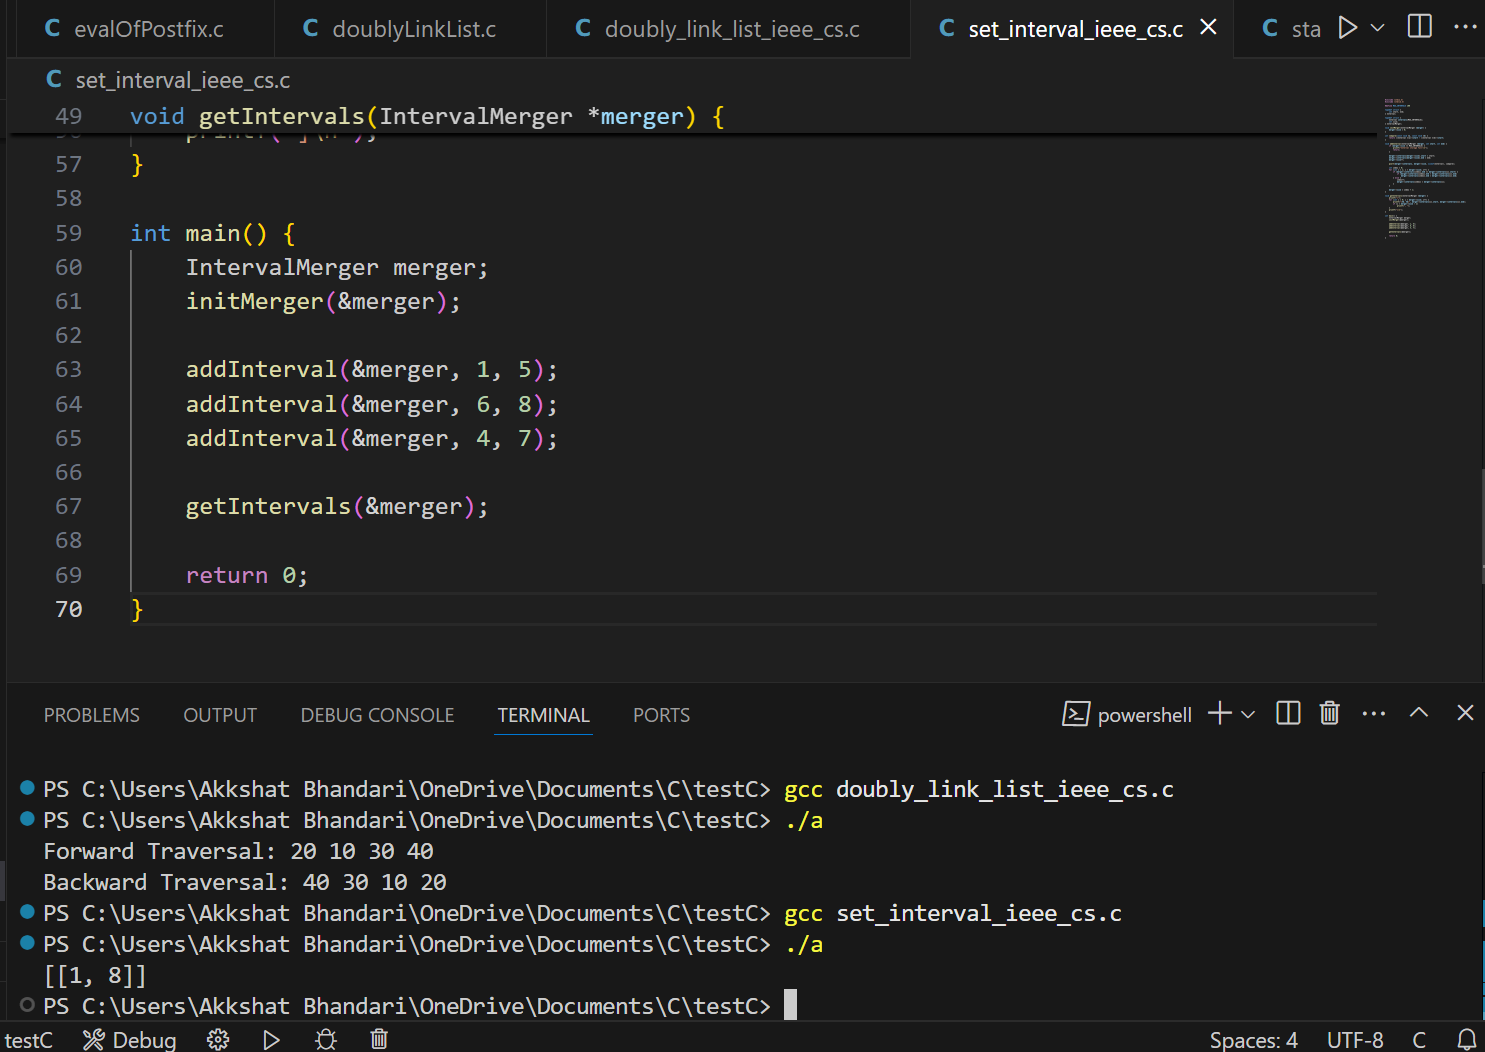 C evalOfPostfix.c C doublyLinkList.c C doubly_link_list_ieee_cs.c C set_interval_ieee_cs.c C sta
C set_interval_ieee_cs.c
49 void getIntervals(IntervalMerger *merger) {
57 }
58
59 int main() {
60 IntervalMerger merger;
61 initMerger(&merger);
62
63 addInterval(&merger, 1, 5);
64 addInterval(&merger, 6, 8);
65 addInterval(&merger, 4, 7);
66
67 getIntervals(&merger);
68
69 return 0;
70 }
PROBLEMS OUTPUT DEBUG CONSOLE TERMINAL PORTS powershell
PS C:\Users\Akkshat Bhandari\OneDrive\Documents\C\testC> gcc doubly_link_list_ieee_cs.c
PS C:\Users\Akkshat Bhandari\OneDrive\Documents\C\testC> ./a
Forward Traversal: 20 10 30 40
Backward Traversal: 40 30 10 20
PS C:\Users\Akkshat Bhandari\OneDrive\Documents\C\testC> gcc set_interval_ieee_cs.c
PS C:\Users\Akkshat Bhandari\OneDrive\Documents\C\testC> ./a
[[1, 8]]
PS C:\Users\Akkshat Bhandari\OneDrive\Documents\C\testC>
testC Debug Spaces: 4 UTF-8 C